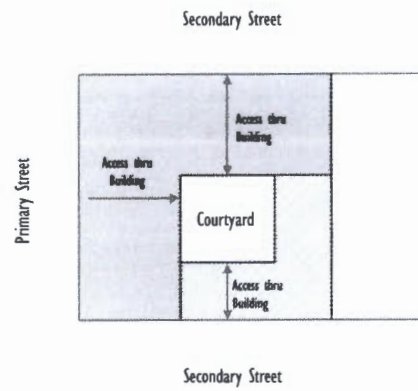 Secondary Street
Access thru
Building
Access thru
Building
Primary Street
Courtyard
Access thru
Building
Secondary Street